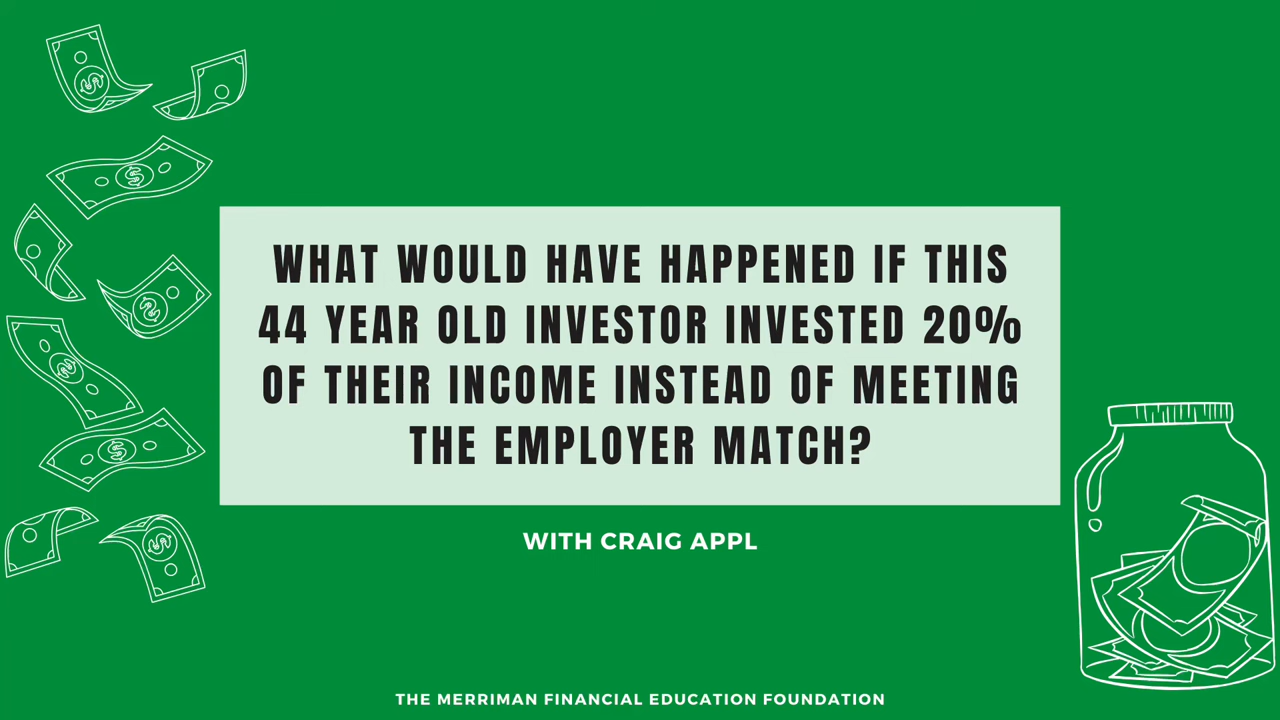 WHAT WOULD HAVE HAPPENED IF THIS
44 YEAR OLD INVESTOR INVESTED 20%
OF THEIR INCOME INSTEAD OF MEETING
THE EMPLOYER MATCH?
WITH CRAIG APPL
THE MERRIMAN FINANCIAL EDUCATION FOUNDATION